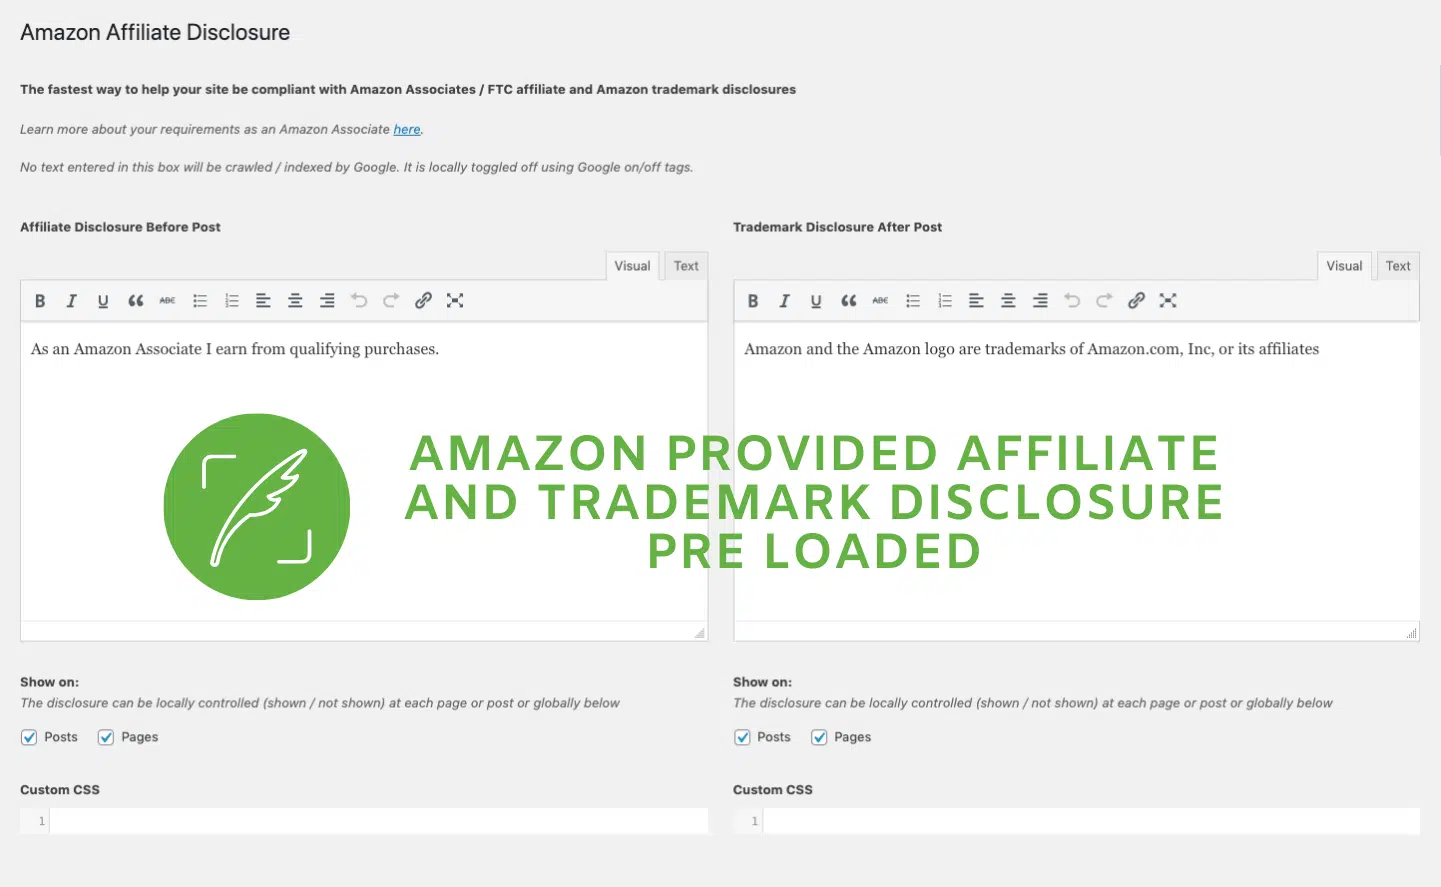 Amazon Affiliate Disclosure
The fastest way to help your site be compliant with Amazon Associates / FTC affiliate and Amazon trademark disclosures
Learn more about your requirements as an Amazon Associate here.
No text entered in this box will be crawled / indexed by Google. It is locally toggled off using Google on/off tags.
Affiliate Disclosure Before Post
Visual Text
B I U ABC
As an Amazon Associate I earn from qualifying purchases.
Trademark Disclosure After Post
Visual Text
B I U ABC
Amazon and the Amazon logo are trademarks of Amazon.com, Inc, or its affiliates
AMAZON PROVIDED AFFILIATE
AND TRADEMARK DISCLOSURE
PRE LOADED
Show on:
The disclosure can be locally controlled (shown / not shown) at each page or post or globally below
Posts Pages
Custom CSS
1
Show on:
The disclosure can be locally controlled (shown / not shown) at each page or post or globally below
Posts Pages
Custom CSS
1